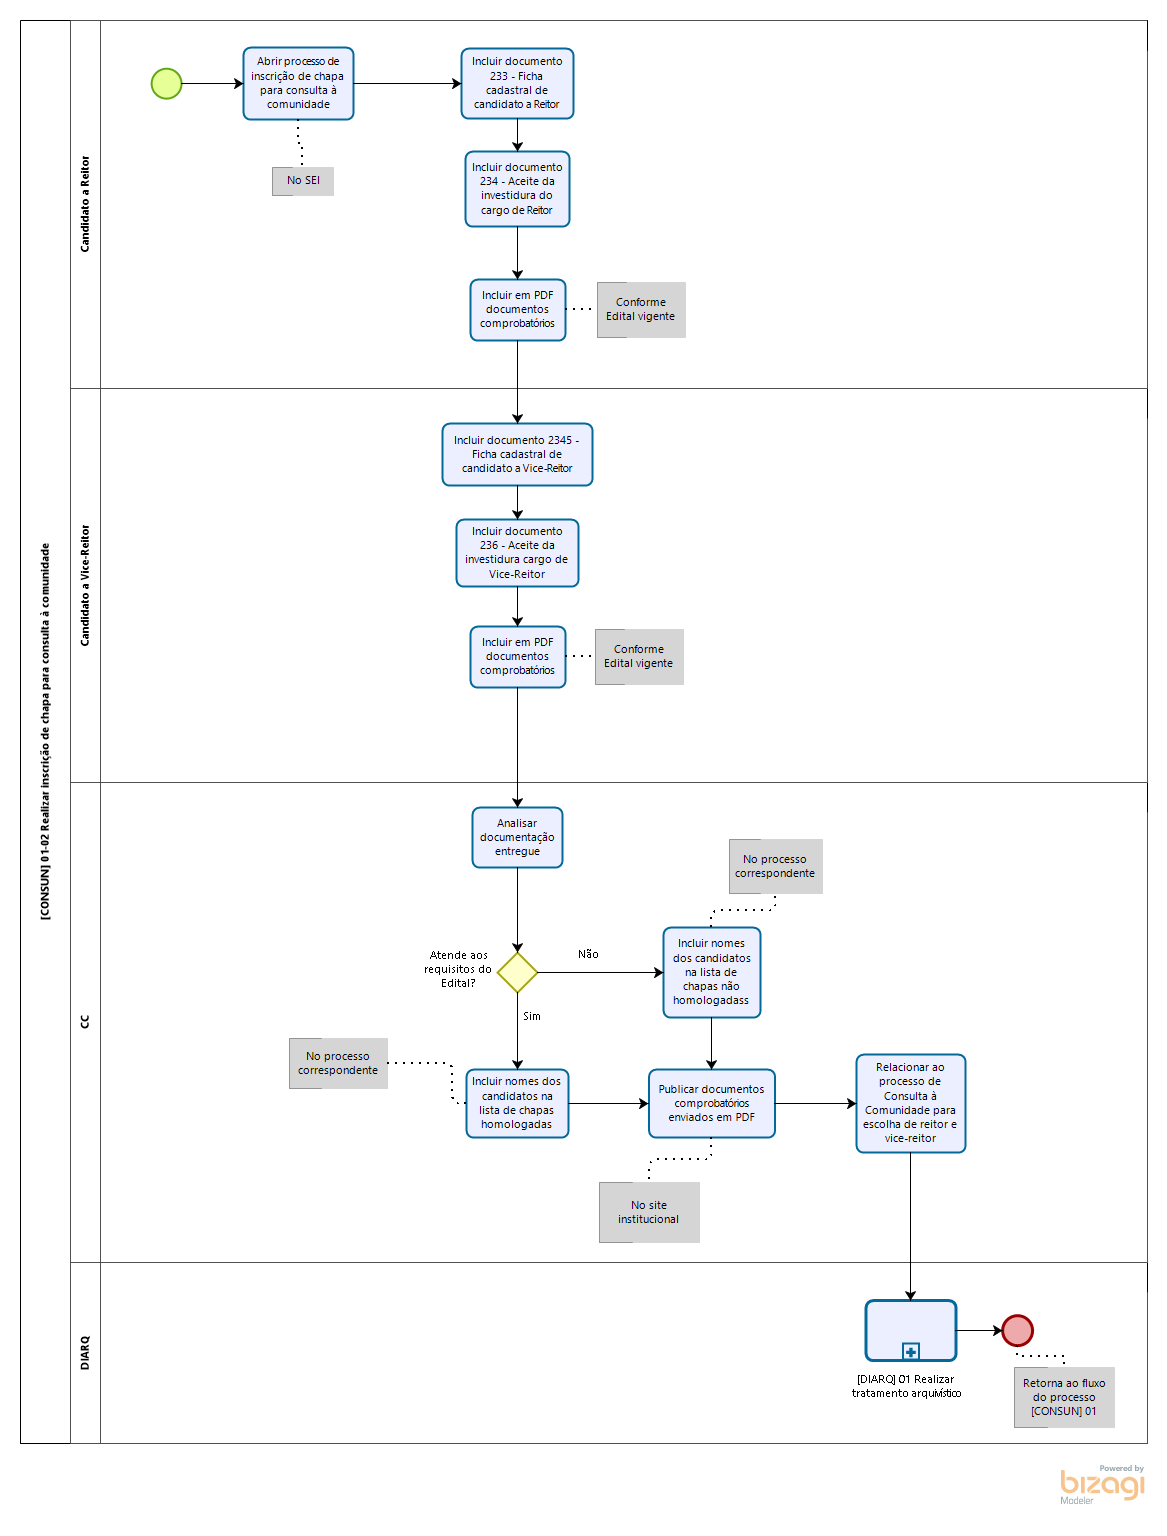 [CONSUN] 01-02 Realizar inscrição de chapa para consulta à comunidade
Candidato a Reitor
Abrir processo de
inscrição de chapa
para consulta à
comunidade
No SEI
Incluir documento
233 - Ficha
cadastral de
candidato a Reitor
Incluir documento
234 - Aceite da
investidura do
cargo de Reitor
Incluir em PDF
documentos
comprobatórios
Conforme
Edital vigente
Candidato a Vice-Reitor
Incluir documento 2345 -
Ficha cadastral de
candidato a Vice-Reitor
Incluir documento
236 - Aceite da
investidura cargo de
Vice-Reitor
Incluir em PDF
documentos
comprobatórios
Conforme
Edital vigente
CC
Analisar
documentação
entregue
Atende aos
requisitos do
Edital?
Não
Sim
No processo
correspondente
Incluir nomes
dos candidatos
na lista de
chapas não
homologadass
No processo
correspondente
Incluir nomes dos
candidatos na
lista de chapas
homologadas
Publicar documentos
comprobatórios
enviados em PDF
No site
institucional
Relacionar ao
processo de
Consulta à
Comunidade para
escolha de reitor e
vice-reitor
DIARQ
[DIARQ] 01 Realizar
tratamento arquivístico
Retorna ao fluxo
do processo
[CONSUN] 01
Powered by
bizagi
Modeler